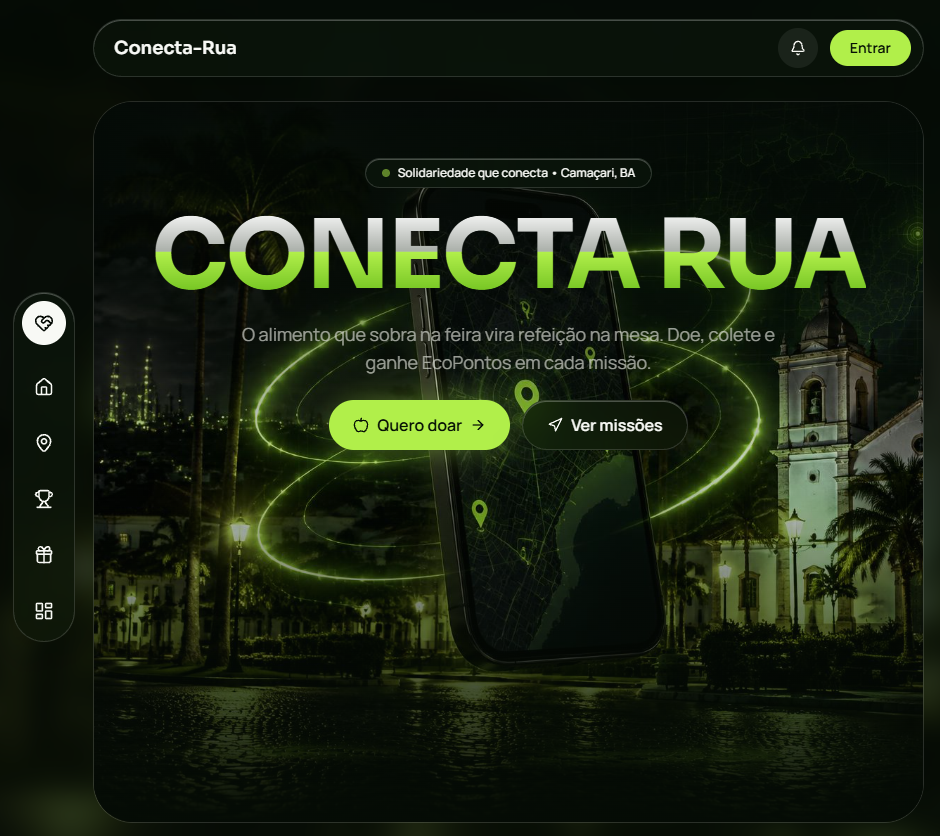 Conecta-Rua
Entrar
Solidariedade que conecta • Camaçari, BA
CONECTA RUA
O alimento que sobra na feira vira refeição na mesa. Doe, colete e
ganhe EcoPontos em cada missão.
Quero doar →
Ver missões